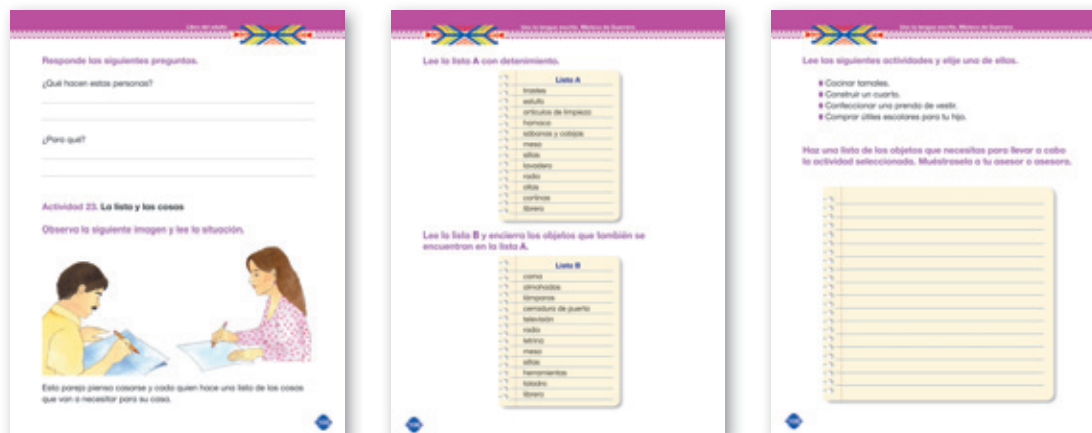 Libro del adulto
Responde las siguientes preguntas.
¿Qué hacen estas personas?
¿Para qué?
Actividad 23. La lista y las cosas
Observa la siguiente imagen y lee la situación.
Esta pareja piensa casarse y cada quien hace una lista de las cosas
que van a necesitar para su casa.
Uso la lengua escrita. Mixteco de Guerrero
Lee la lista A con detenimiento.
Lista A
trastes
estufa
artículos de limpieza
hamaca
sábanas y cobijas
mesa
sillas
lavadero
radio
ollas
cortinas
librero
Lee la lista B y encierra los objetos que también se
encuentran en la lista A.
Lista B
cama
almohadas
lámparas
cerradura de puerta
televisión
radio
letrina
mesa
sillas
herramientas
taladro
librero
Uso la lengua escrita. Mixteco de Guerrero
Lee las siguientes actividades y elije una de ellas.
Cocinar tamales.
Construir un cuarto.
Confeccionar una prenda de vestir.
Comprar útiles escolares para tu hijo.
Haz una lista de los objetos que necesitas para llevar a cabo
la actividad seleccionada. Muéstrasela a tu asesor o asesora.